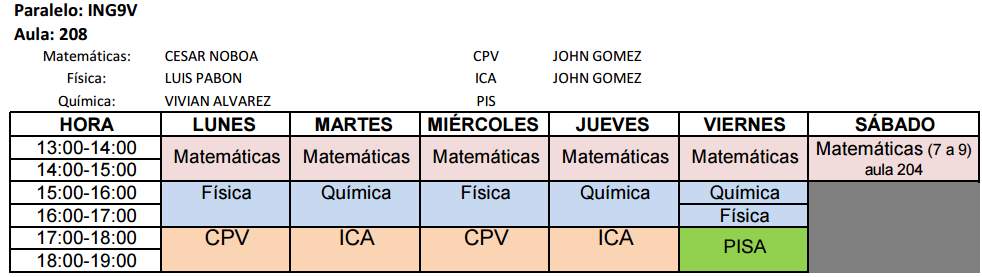 Paralelo: ING9V
Aula: 208
Matemáticas: CESAR NOBOA CPV JOHN GOMEZ
Física: LUIS PABON ICA JOHN GOMEZ
Química: VIVIAN ALVAREZ PIS
HORA LUNES MARTES MIÉRCOLES JUEVES VIERNES SÁBADO
13:00-14:00 Matemáticas Matemáticas Matemáticas Matemáticas Matemáticas Matemáticas (7 a 9)
14:00-15:00 aula 204
15:00-16:00 Física Química Física Química Química
16:00-17:00 Física
17:00-18:00 CPV ICA CPV ICA PISA
18:00-19:00